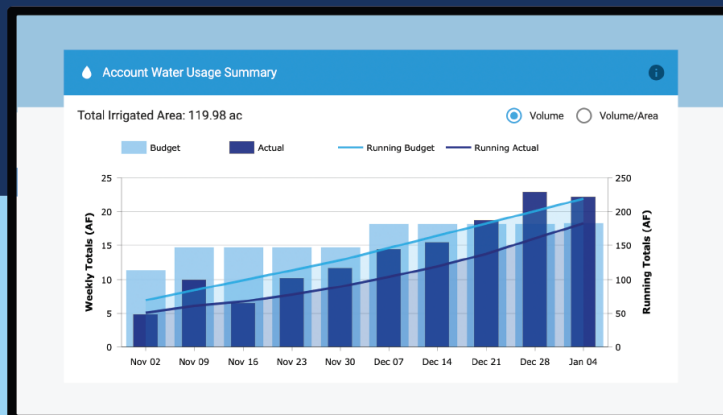 Account Water Usage Summary
Total Irrigated Area: 119.98 ac
Volume
Volume/Area
Budget
Actual
Running Budget
Running Actual
Weekly Totals (AF)
25
20
15
10
5
0
250
200
150
100
50
0
Running Totals (AF)
Nov 02
Nov 09
Nov 16
Nov 23
Nov 30
Dec 07
Dec 14
Dec 21
Dec 28
Jan 04